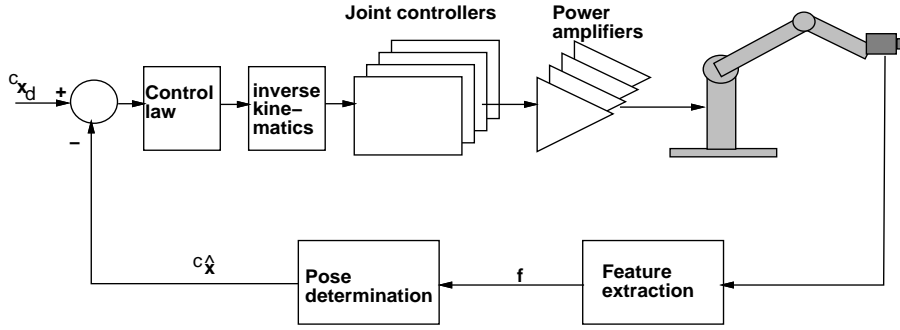 Joint controllers
Power
amplifiers
c
x
d
+
−
Control
law
inverse
kine−
matics
c
x̂
Pose
determination
f
Feature
extraction